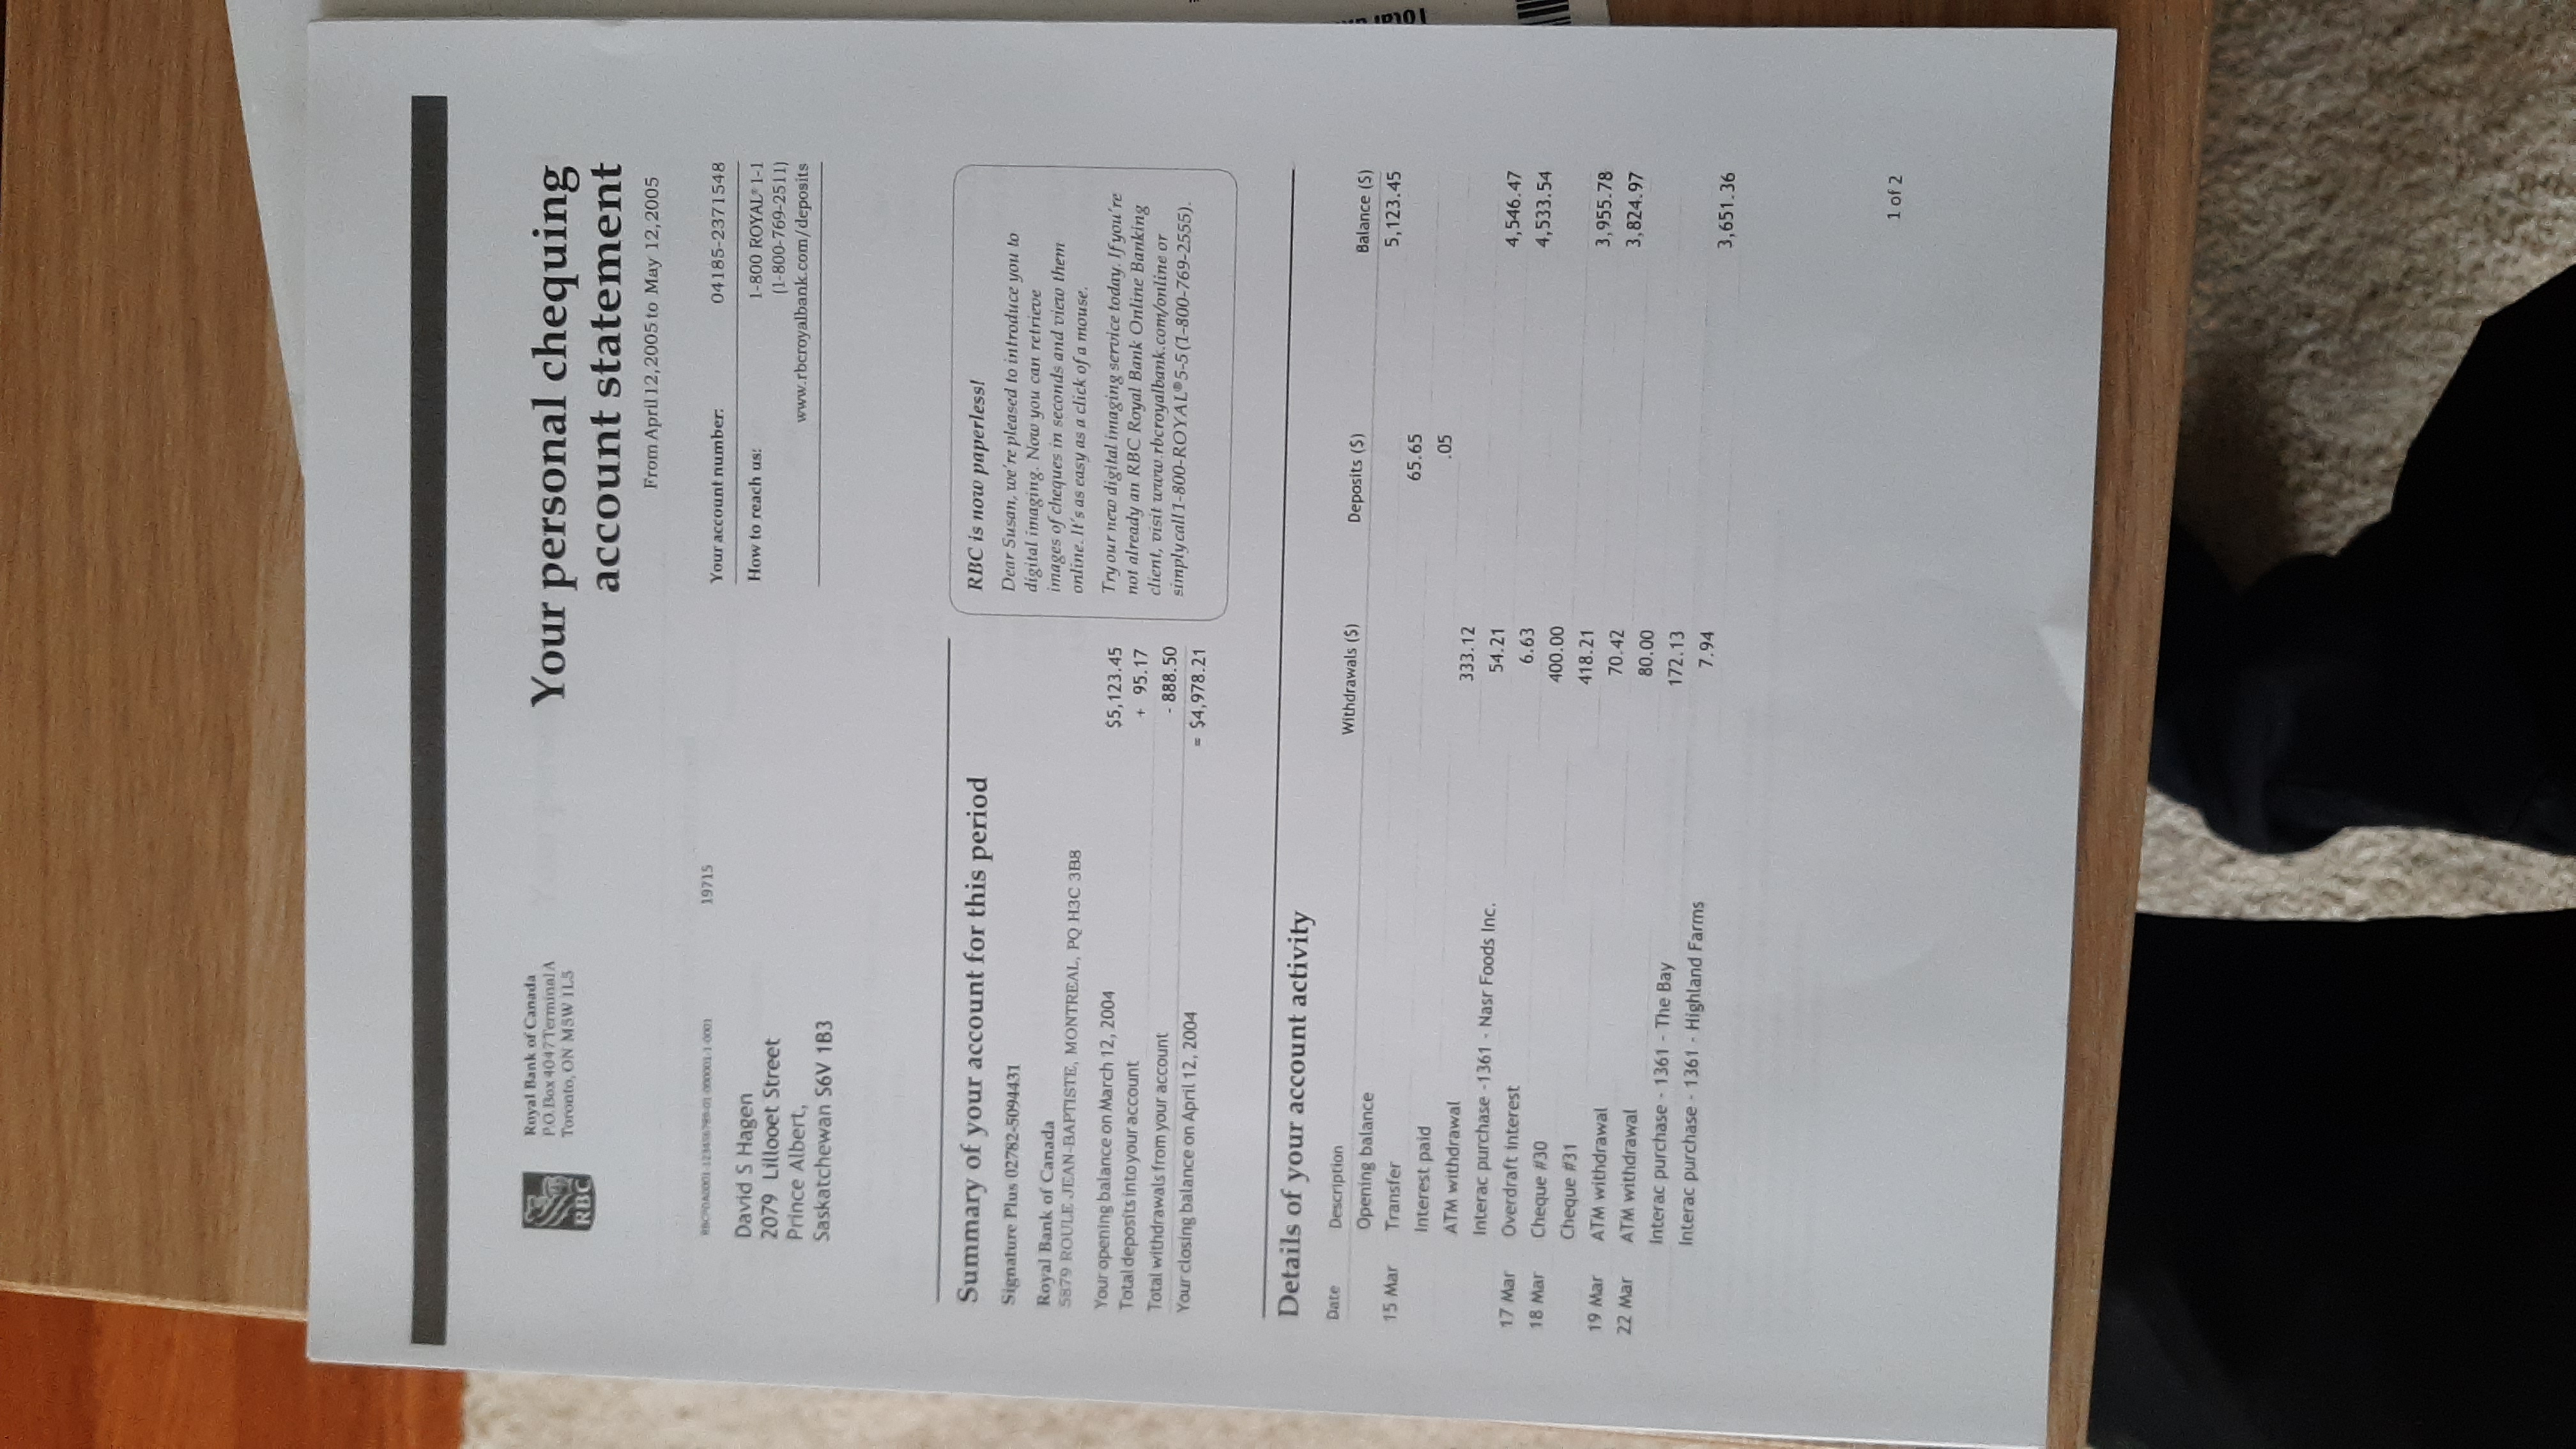 RBC
Royal Bank of Canada
P.O. Box 4047 Terminal A
Toronto, ON M5W 1L5
Your personal chequing
account statement
From April 12, 2005 to May 12, 2005
RBCPDA0001-123456789-01-000001-1-0001 19715
David S Hagen
2079 Lillooet Street
Prince Albert,
Saskatchewan S6V 1B3
Your account number: 04185-2371548
How to reach us: 1-800 ROYAL® 1-1
(1-800-769-2511)
www.rbcroyalbank.com/deposits
Summary of your account for this period
Signature Plus 02782-5094431
Royal Bank of Canada
5879 ROULE JEAN-BAPTISTE, MONTREAL, PQ H3C 3B8
Your opening balance on March 12, 2004 $5,123.45
Total deposits into your account + 95.17
Total withdrawals from your account - 888.50
Your closing balance on April 12, 2004 = $4,978.21
RBC is now paperless!
Dear Susan, we're pleased to introduce you to
digital imaging. Now you can retrieve
images of cheques in seconds and view them
online. It's as easy as a click of a mouse.
Try our new digital imaging service today. If you're
not already an RBC Royal Bank Online Banking
client, visit www.rbcroyalbank.com/online or
simply call 1-800-ROYAL® 5-5 (1-800-769-2555).
Details of your account activity
Date Description Withdrawals ($) Deposits ($) Balance ($)
Opening balance 5,123.45
15 Mar Transfer 65.65
Interest paid .05
ATM withdrawal 333.12
Interac purchase -1361 - Nasr Foods Inc. 54.21 4,546.47
17 Mar Overdraft interest 6.63 4,533.54
18 Mar Cheque #30 400.00
Cheque #31 418.21 3,955.78
19 Mar ATM withdrawal 70.42 3,824.97
22 Mar ATM withdrawal 80.00
Interac purchase - 1361 - The Bay 172.13
Interac purchase - 1361 - Highland Farms 7.94 3,651.36
1 of 2